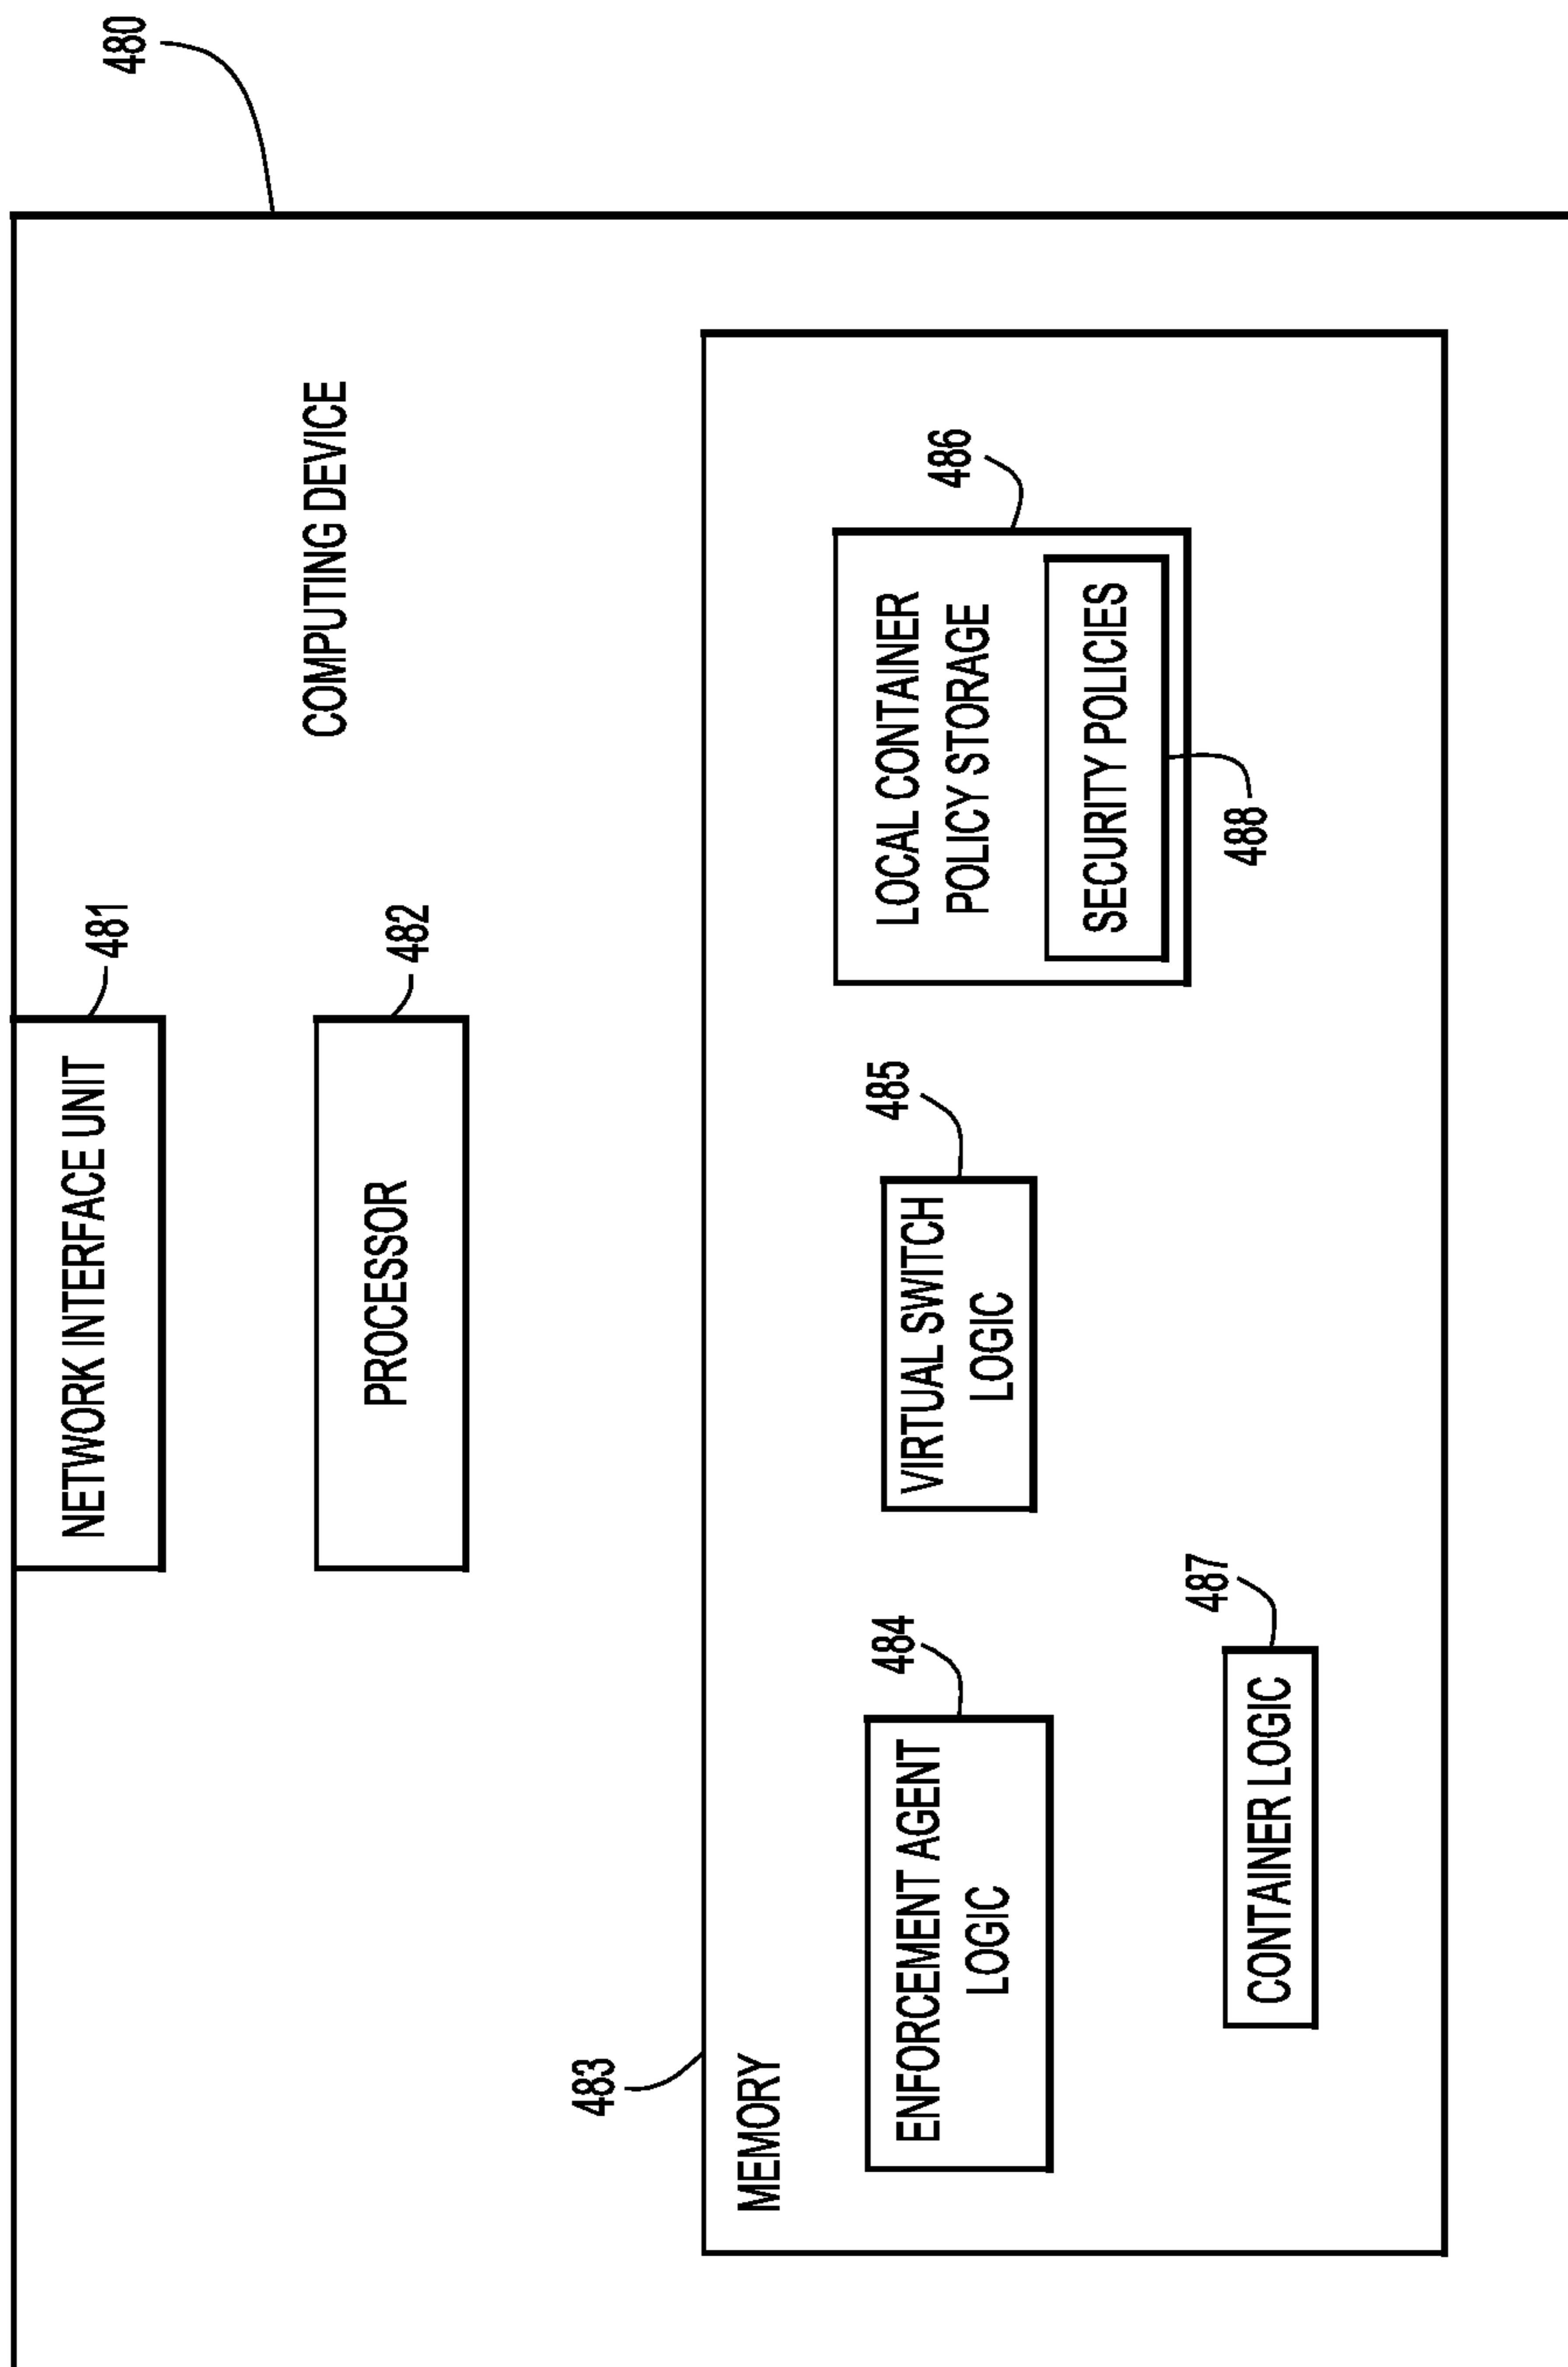 480
NETWORK INTERFACE UNIT
481
PROCESSOR
482
COMPUTING DEVICE
483
MEMORY
484
ENFORCEMENT AGENT
LOGIC
485
VIRTUAL SWITCH
LOGIC
486
LOCAL CONTAINER
POLICY STORAGE
SECURITY POLICIES
488
487
CONTAINER LOGIC